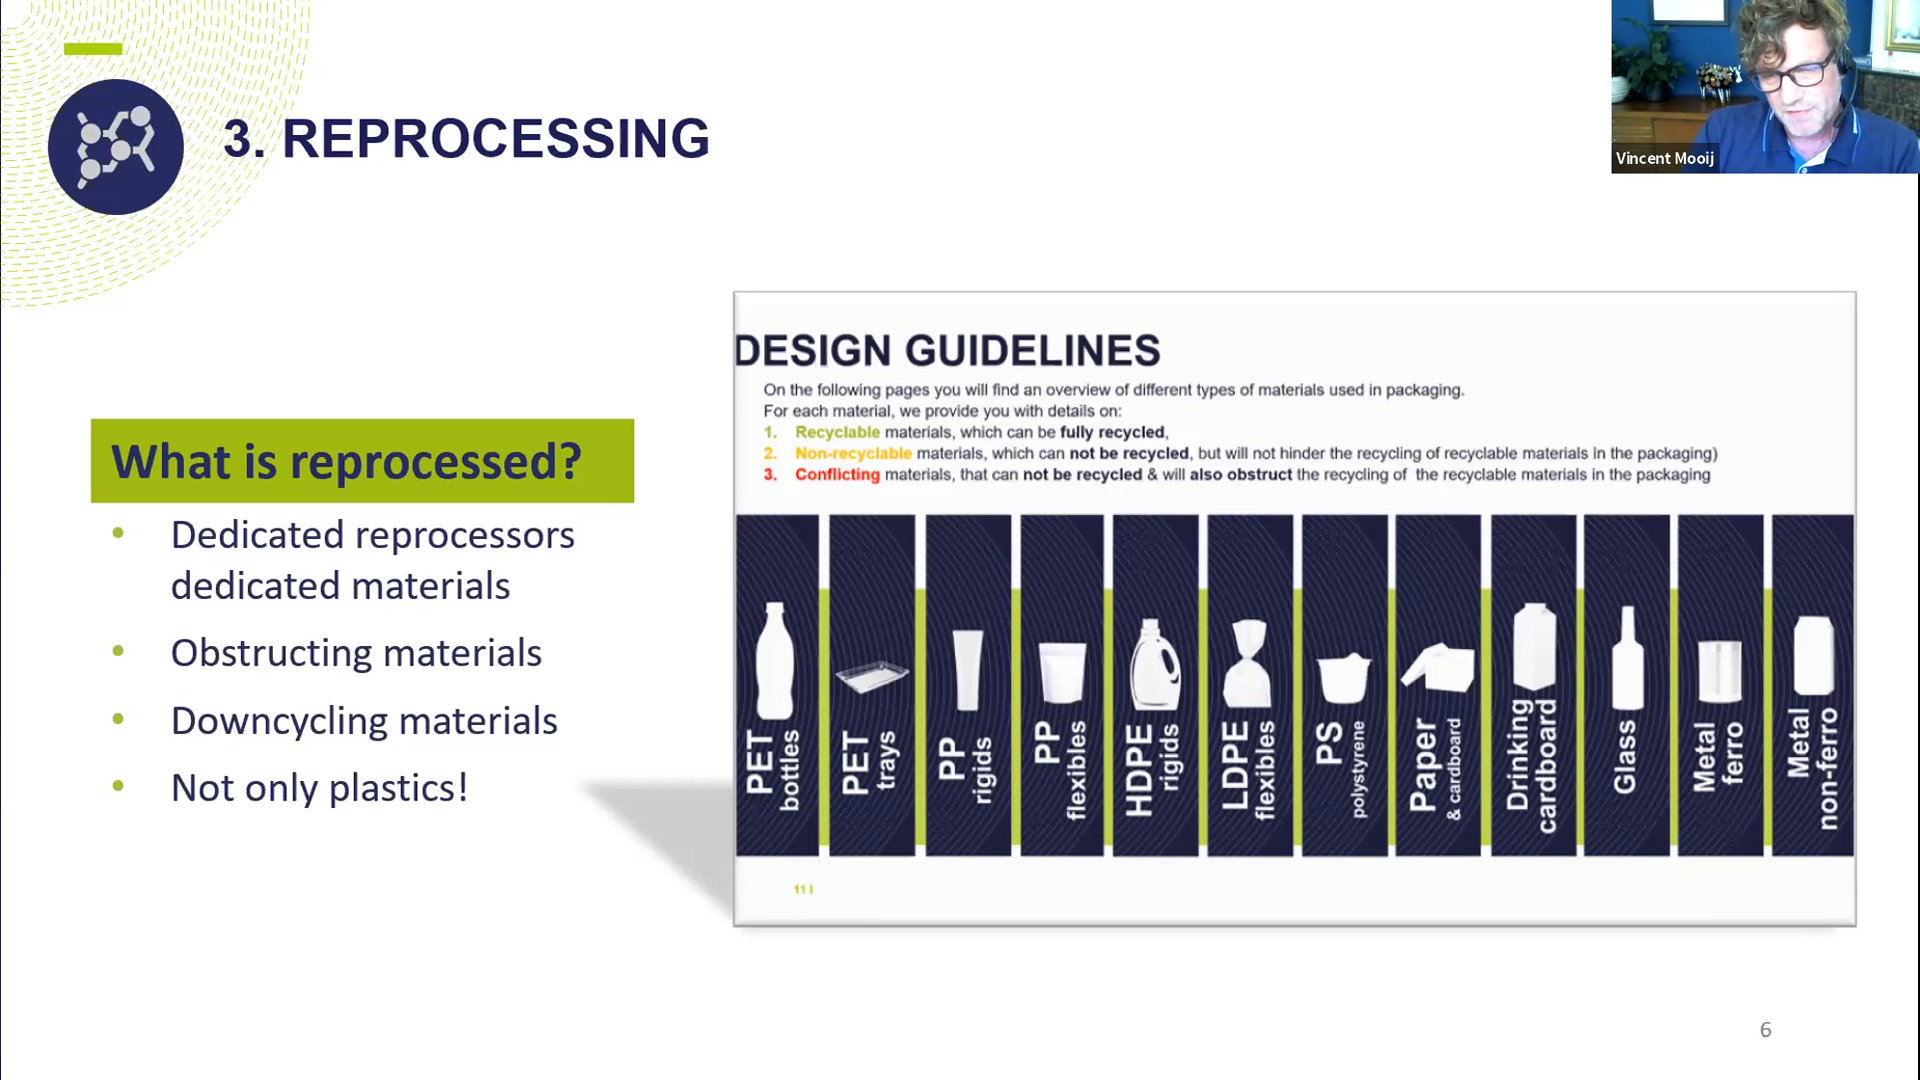 3. REPROCESSING
Vincent Mooij
What is reprocessed?
• Dedicated reprocessors
dedicated materials
• Obstructing materials
• Downcycling materials
• Not only plastics!
DESIGN GUIDELINES
On the following pages you will find an overview of different types of materials used in packaging.
For each material, we provide you with details on:
1. Recyclable materials, which can be fully recycled,
2. Non-recyclable materials, which can not be recycled, but will not hinder the recycling of recyclable materials in the packaging)
3. Conflicting materials, that can not be recycled & will also obstruct the recycling of the recyclable materials in the packaging
PET
bottles
PET
trays
PP
rigids
PP
flexibles
HDPE
rigids
LDPE
flexibles
PS
polystyrene
Paper
& cardboard
Drinking
cardboard
Glass
Metal
ferro
Metal
non-ferro
11 I
6